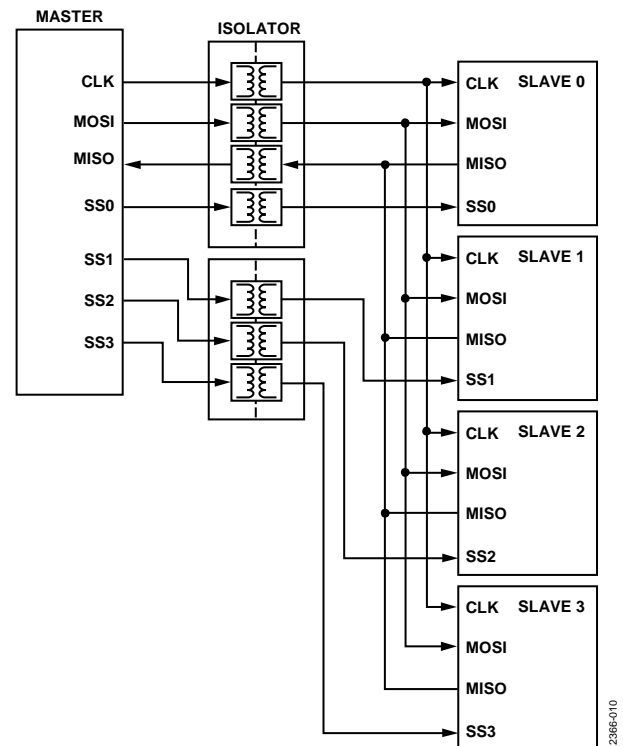 MASTER
ISOLATOR
CLK
MOSI
MISO
SS0
SS1
SS2
SS3
CLK SLAVE 0
MOSI
MISO
SS0
CLK SLAVE 1
MOSI
MISO
SS1
CLK SLAVE 2
MOSI
MISO
SS2
CLK SLAVE 3
MOSI
MISO
SS3
2366-010